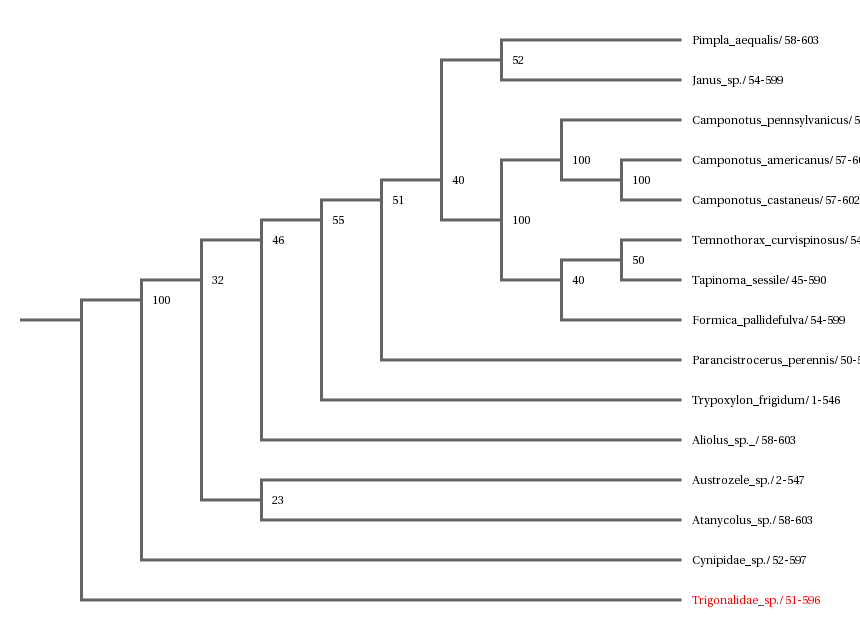 Pimpla_aequalis/ 58-603
52
Janus_sp./ 54-599
Camponotus_pennsylvanicus/ 5
100
Camponotus_americanus/ 57-60
40
100
Camponotus_castaneus/ 57-602
51
55
100
46
Temnothorax_curvispinosus/ 54
50
32
40
Tapinoma_sessile/ 45-590
100
Formica_pallidefulva/ 54-599
Parancistrocerus_perennis/ 50-5
Trypoxylon_frigidum/ 1-546
Aliolus_sp._/ 58-603
Austrozele_sp./ 2-547
23
Atanycolus_sp./ 58-603
Cynipidae_sp./ 52-597
Trigonalidae_sp./ 51-596